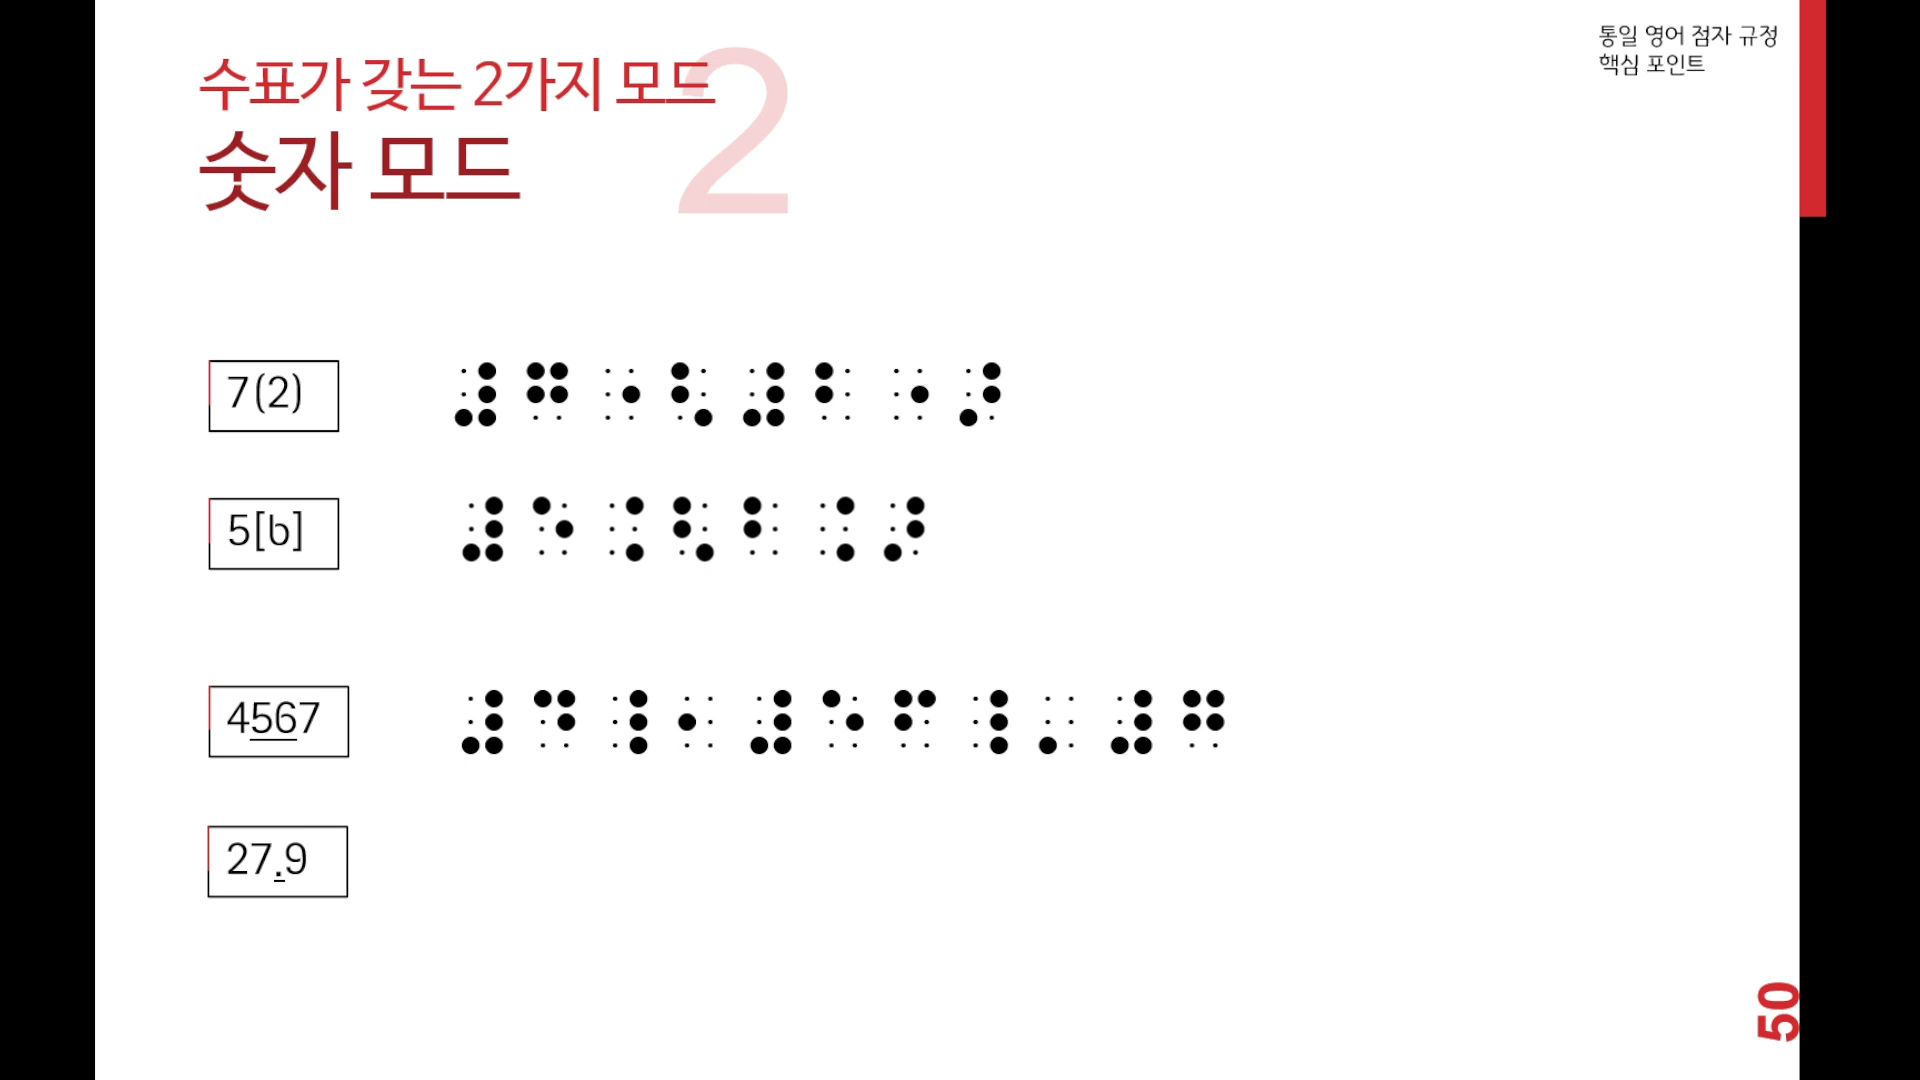 통일 영어 점자 규정
핵심 포인트
수표가 갖는 2가지 모드
2
숫자 모드
7(2) ⠼⠛⠐⠣⠼⠃⠐⠜
5[b] ⠼⠑⠨⠣⠃⠨⠜
4567 ⠼⠙⠸⠂⠼⠑⠋⠸⠄⠼⠛
27.9
50